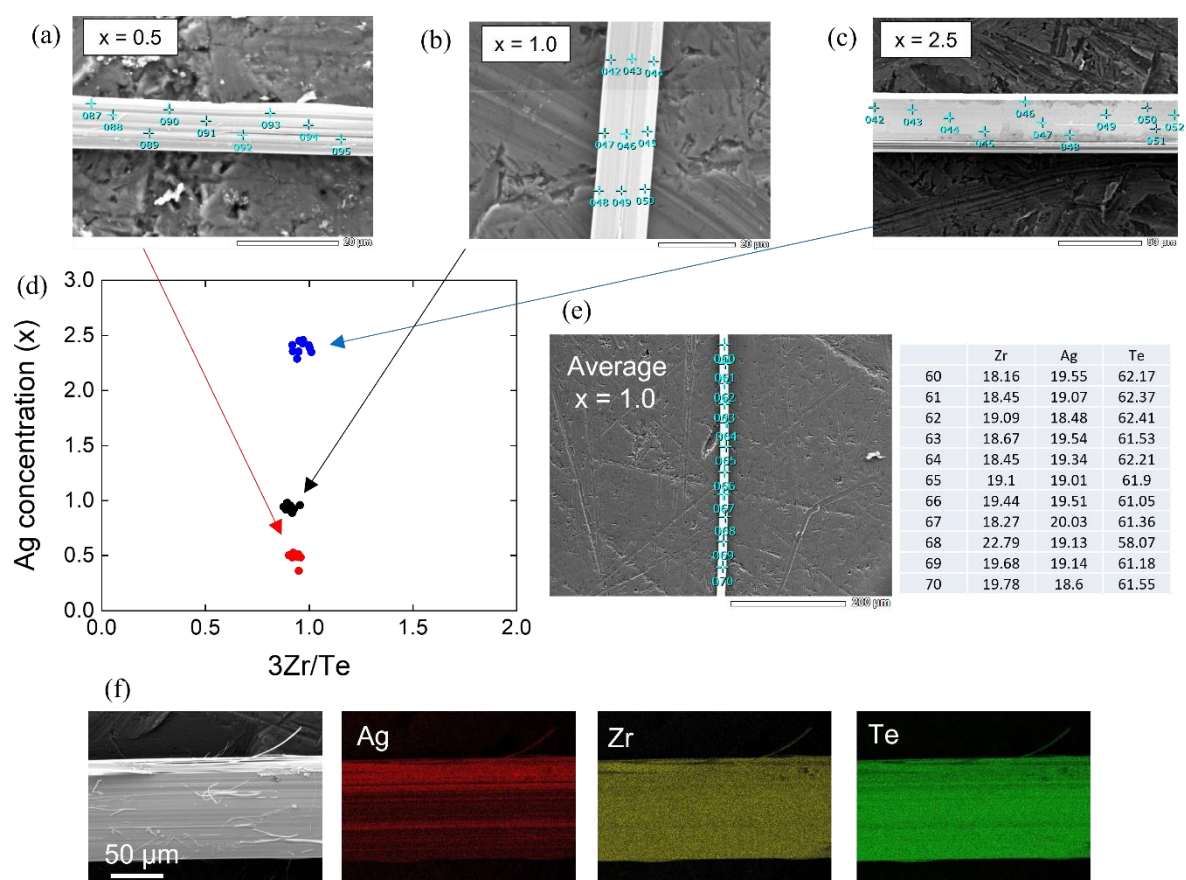 (a)
x = 0.5
087
088
089
090
091
092
093
094
095
20 µm
(b)
x = 1.0
042 043 044
047 046 045
048 049 050
20 µm
(c)
x = 2.5
042
043
044
045
046
047
048
049
050
051
052
50 µm
(d)
Ag concentration (x)
3.0
2.5
2.0
1.5
1.0
0.5
0.0
0.0 0.5 1.0 1.5 2.0
3Zr/Te
(e)
Average
x = 1.0
060
061
062
063
064
065
066
067
068
069
070
200 µm
Zr Ag Te
60 18.16 19.55 62.17
61 18.45 19.07 62.37
62 19.09 18.48 62.41
63 18.67 19.54 61.53
64 18.45 19.34 62.21
65 19.1 19.01 61.9
66 19.44 19.51 61.05
67 18.27 20.03 61.36
68 22.79 19.13 58.07
69 19.68 19.14 61.18
70 19.78 18.6 61.55
(f)
50 µm
Ag
Zr
Te